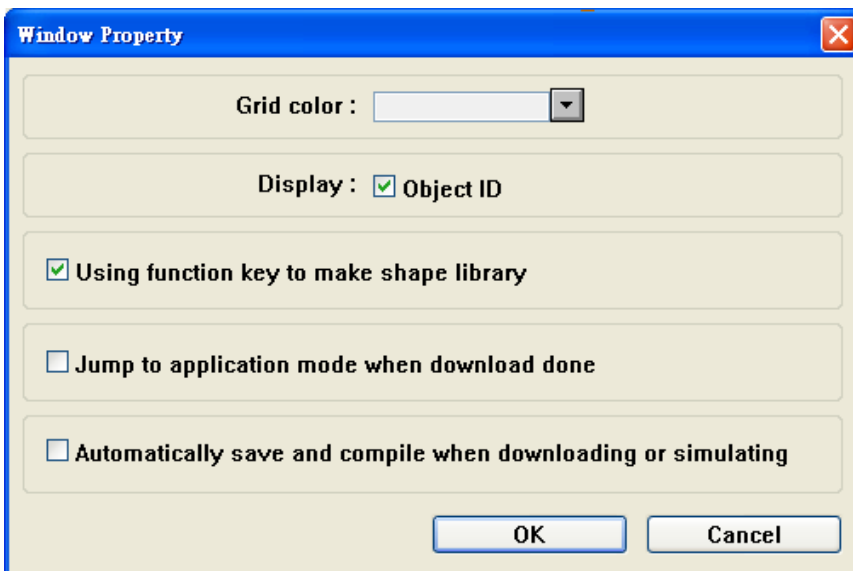 Window Property
Grid color :
Display : Object ID
Using function key to make shape library
Jump to application mode when download done
Automatically save and compile when downloading or simulating
OK Cancel